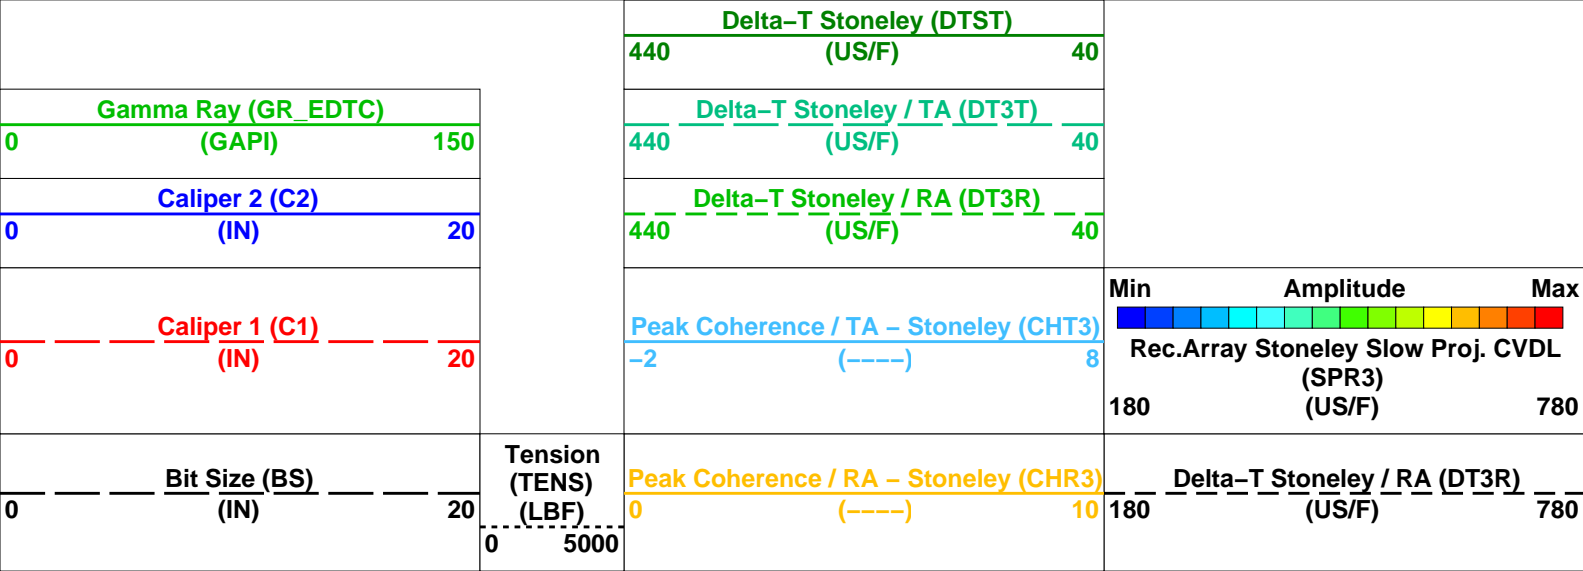 Delta−T Stoneley (DTST)
440 (US/F) 40
Gamma Ray (GR_EDTC)
0 (GAPI) 150
Delta−T Stoneley / TA (DT3T)
440 (US/F) 40
Caliper 2 (C2)
0 (IN) 20
Delta−T Stoneley / RA (DT3R)
440 (US/F) 40
Caliper 1 (C1)
0 (IN) 20
Peak Coherence / TA − Stoneley (CHT3)
−2 (−−−−) 8
Min Amplitude Max
Rec.Array Stoneley Slow Proj. CVDL
(SPR3)
180 (US/F) 780
Bit Size (BS)
0 (IN) 20
Tension
(TENS)
(LBF)
0 5000
Peak Coherence / RA − Stoneley (CHR3)
0 (−−−−) 10
Delta−T Stoneley / RA (DT3R)
180 (US/F) 780